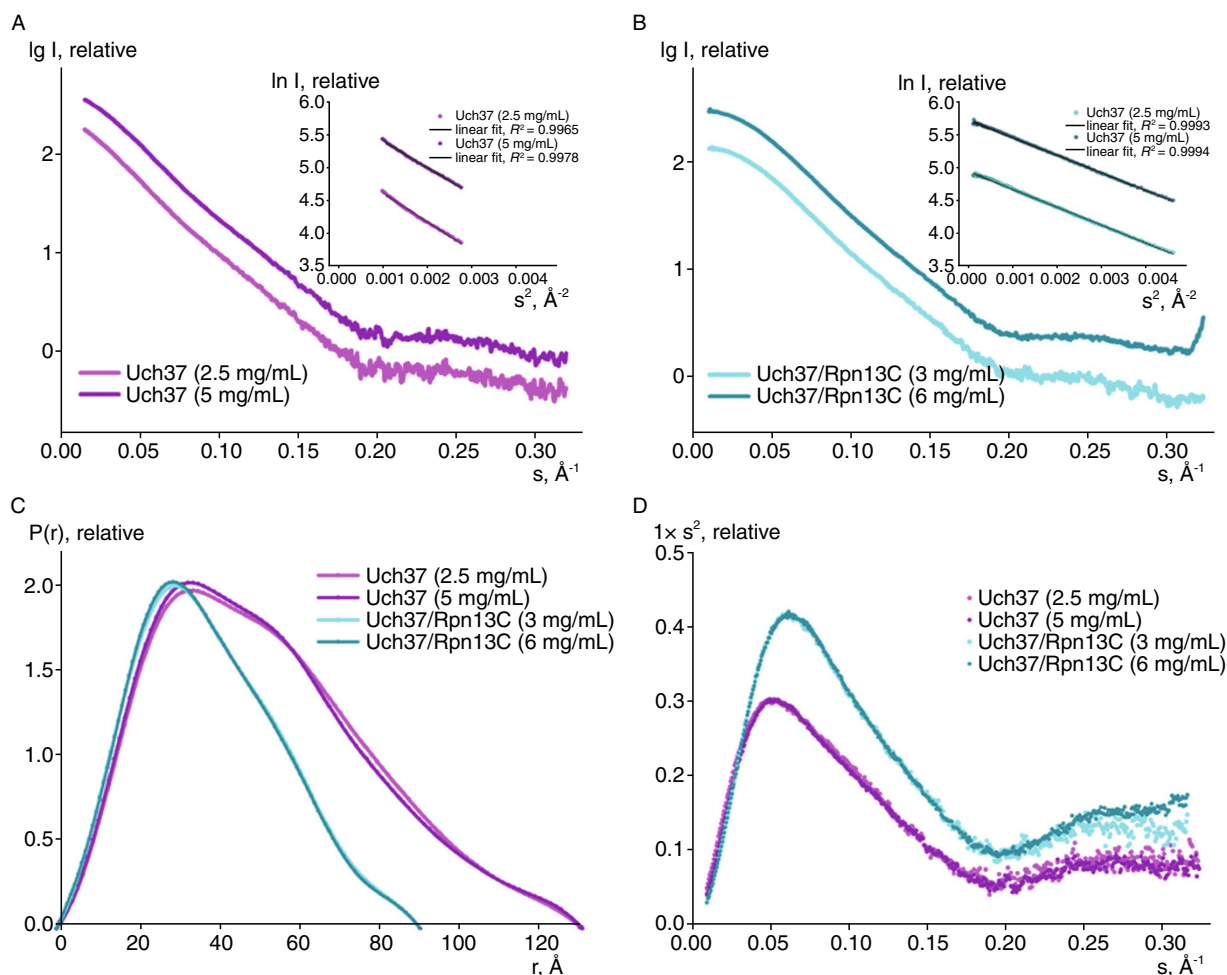 A
lg I, relative
2
1
0
0.00
0.05
0.10
0.15
0.20
0.25
0.30
s, Å-1
Uch37 (2.5 mg/mL)
Uch37 (5 mg/mL)
ln I, relative
6.0
5.5
5.0
4.5
4.0
3.5
0.000
0.001
0.002
0.003
0.004
s2, Å-2
Uch37 (2.5 mg/mL)
linear fit, R2 = 0.9965
Uch37 (5 mg/mL)
linear fit, R2 = 0.9978
B
lg I, relative
2
1
0
0.00
0.05
0.10
0.15
0.20
0.25
0.30
s, Å-1
Uch37/Rpn13C (3 mg/mL)
Uch37/Rpn13C (6 mg/mL)
ln I, relative
6.0
5.5
5.0
4.5
4.0
3.5
0.000
0.001
0.002
0.003
0.004
s2, Å-2
Uch37 (2.5 mg/mL)
linear fit, R2 = 0.9993
Uch37 (5 mg/mL)
linear fit, R2 = 0.9994
C
P(r), relative
2.0
1.5
1.0
0.5
0.0
0
20
40
60
80
100
120
r, Å
Uch37 (2.5 mg/mL)
Uch37 (5 mg/mL)
Uch37/Rpn13C (3 mg/mL)
Uch37/Rpn13C (6 mg/mL)
D
1× s2, relative
0.5
0.4
0.3
0.2
0.1
0.0
0.00
0.05
0.10
0.15
0.20
0.25
0.30
s, Å-1
Uch37 (2.5 mg/mL)
Uch37 (5 mg/mL)
Uch37/Rpn13C (3 mg/mL)
Uch37/Rpn13C (6 mg/mL)